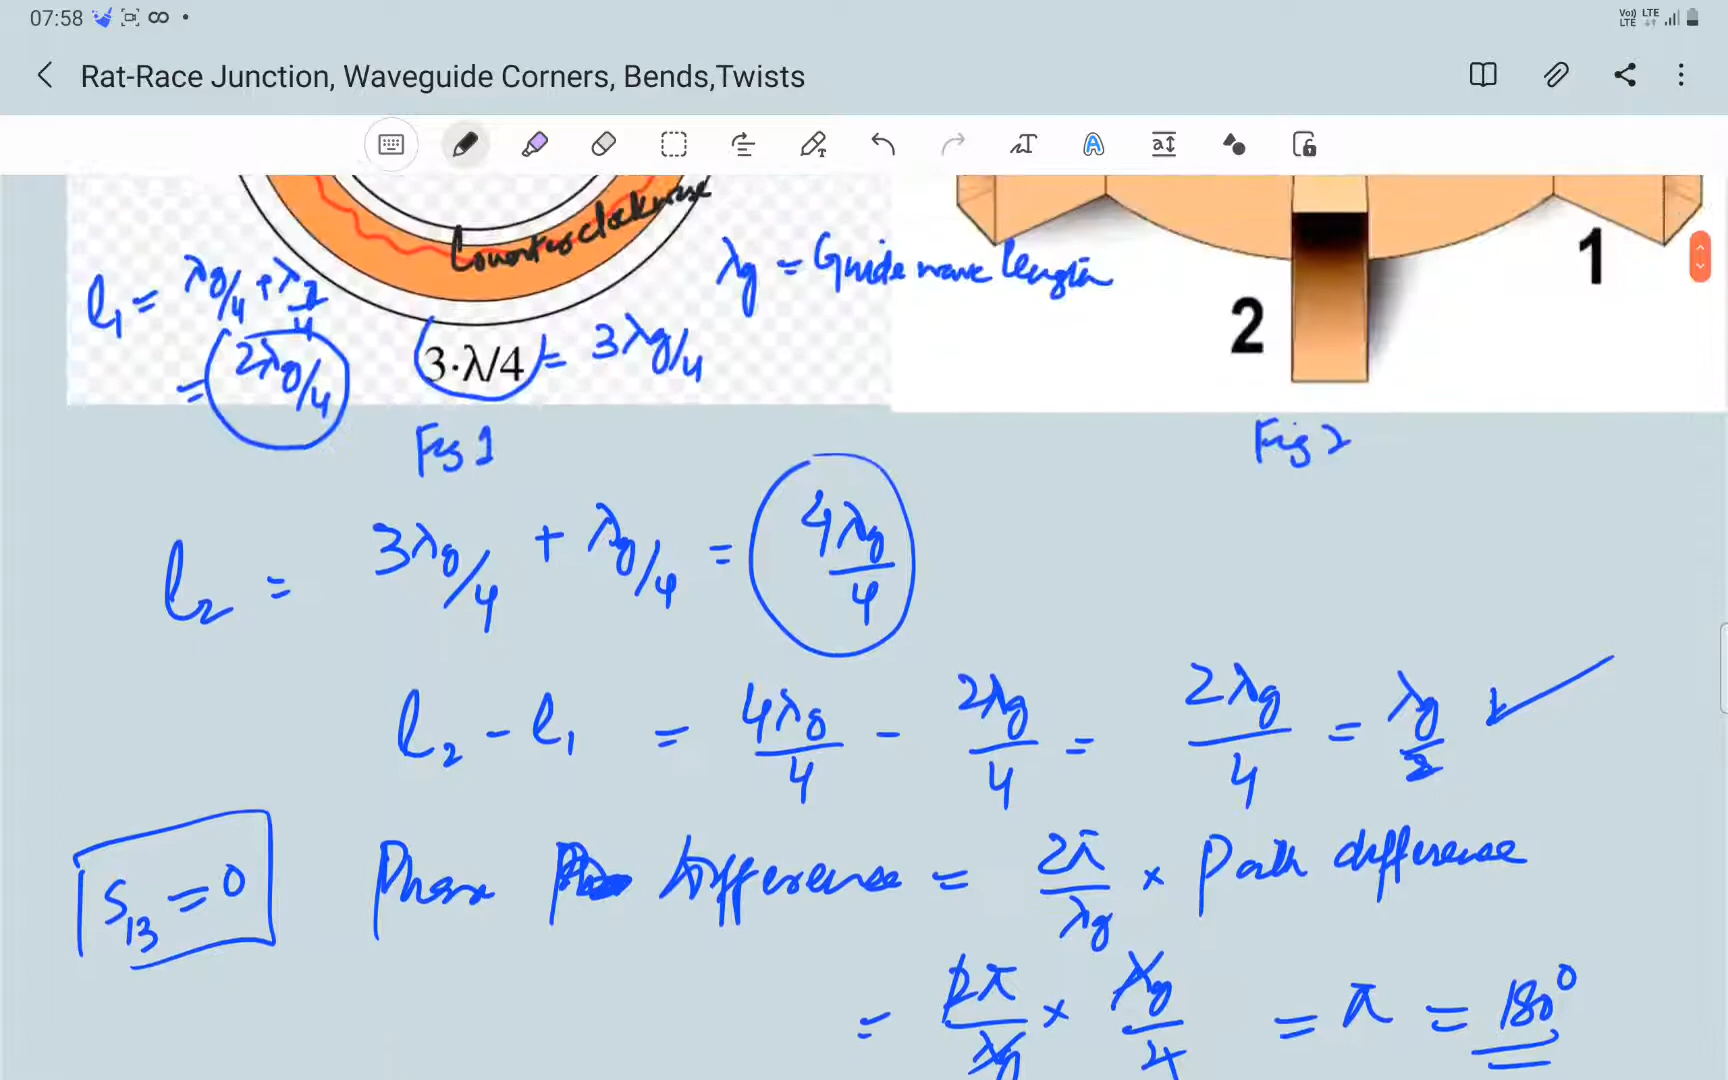 07:58
Vo)) LTE LTE
Rat-Race Junction, Waveguide Corners, Bends,Twists
Counterclockwise
l₁ = λg/4 + λg/4
= 2λg/4
3·λ/4 = 3λg/4
λg = Guide wave length
1
2
Fig 1
Fig 2
l₂ = 3λg/4 + λg/4 = 4λg/4
l₂ - l₁ = 4λg/4 - 2λg/4 = 2λg/4 = λg/2
S₁₃ = 0
Phase Difference = 2π/λg × Path difference
= 2π/λg × λg/2 = π = 180°